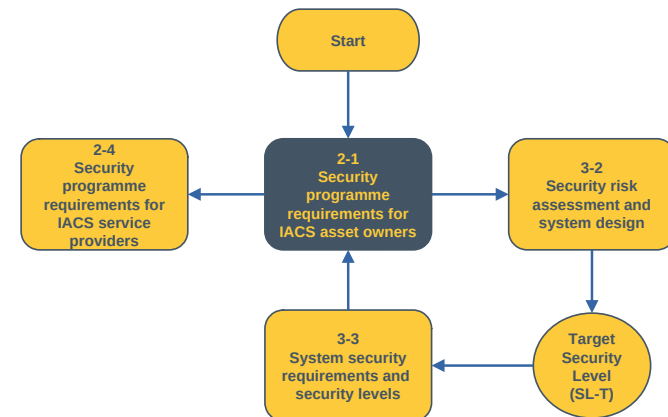 Start
2-4
Security
programme
requirements for
IACS service
providers
2-1
Security
programme
requirements for
IACS asset owners
3-2
Security risk
assessment and
system design
3-3
System security
requirements and
security levels
Target
Security
Level
(SL-T)